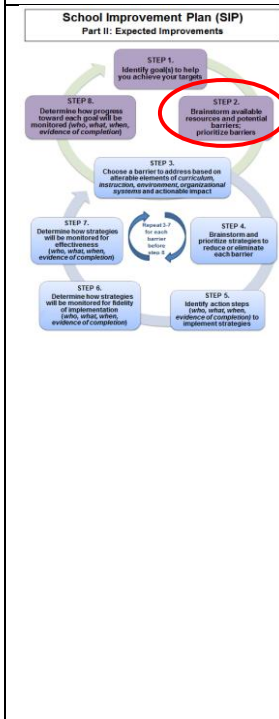 School Improvement Plan (SIP)
Part II: Expected Improvements
STEP 1.
Identify goal(s) to help
you achieve your targets
STEP 2.
Brainstorm available
resources and potential
barriers;
prioritize barriers
STEP 3.
Choose a barrier to address based on
alterable elements of curriculum,
instruction, environment, organizational
systems and actionable impact
STEP 4.
Brainstorm and
prioritize strategies to
reduce or eliminate
each barrier
STEP 5.
Identify action steps
(who, what, when,
evidence of completion) to
implement strategies
STEP 6.
Determine how strategies
will be monitored for fidelity
of implementation
(who, what, when,
evidence of completion)
STEP 7.
Determine how strategies
will be monitored for
effectiveness
(who, what, when,
evidence of completion)
STEP 8.
Determine how progress
toward each goal will be
monitored (who, what, when,
evidence of completion)
Repeat 3-7
for each
barrier
before
step 8